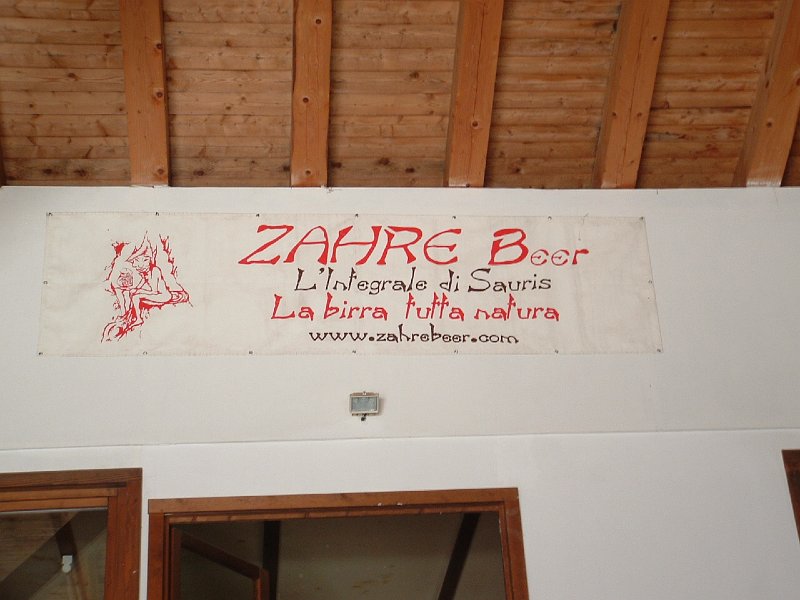 ZAHRE Beer
L'Integrale di Sauris
La birra tutta natura
www.zahrebeer.com